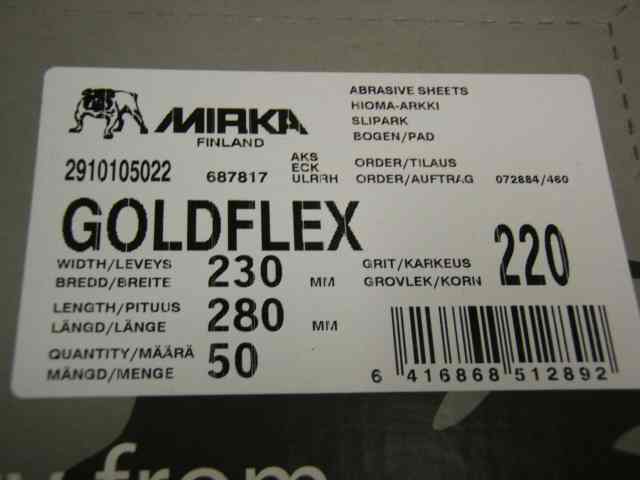 MIRKA
FINLAND
ABRASIVE SHEETS
HIOMA-ARKKI
SLIPARK
BOGEN/PAD
2910105022 687817 AKS ECK ULRRH
ORDER/TILAUS
ORDER/AUFTRAG 072884/460
GOLDFLEX
WIDTH/LEVEYS
BREDD/BREITE 230 MM
GRIT/KARKEUS
GROVLEK/KORN 220
LENGTH/PITUUS
LÄNGD/LÄNGE 280 MM
QUANTITY/MÄÄRÄ
MÄNGD/MENGE 50
6 416868 512892
from